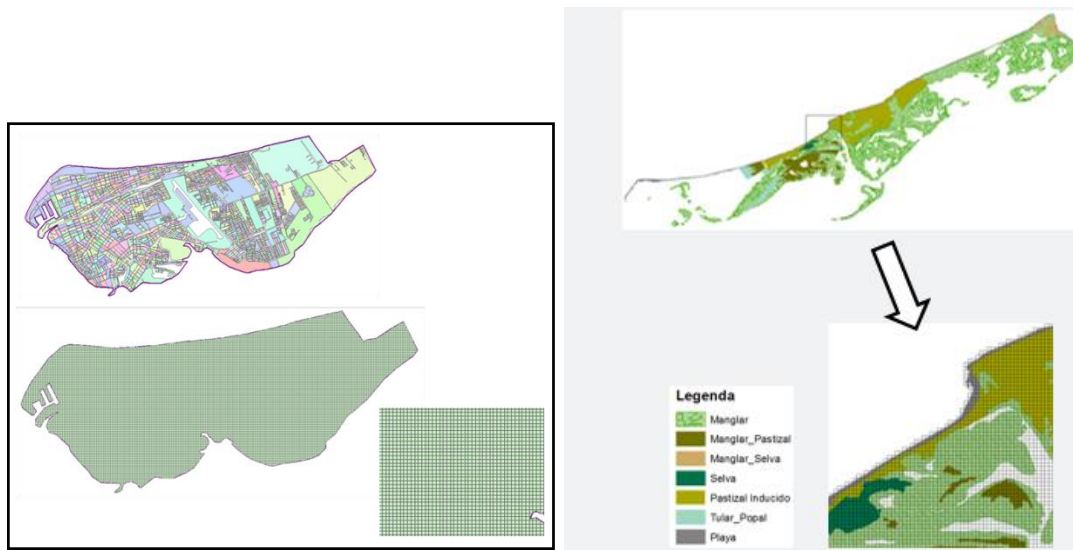 Legenda
Manglar
Manglar_Pastizal
Manglar_Selva
Selva
Pastizal Inducido
Tular_Popal
Playa